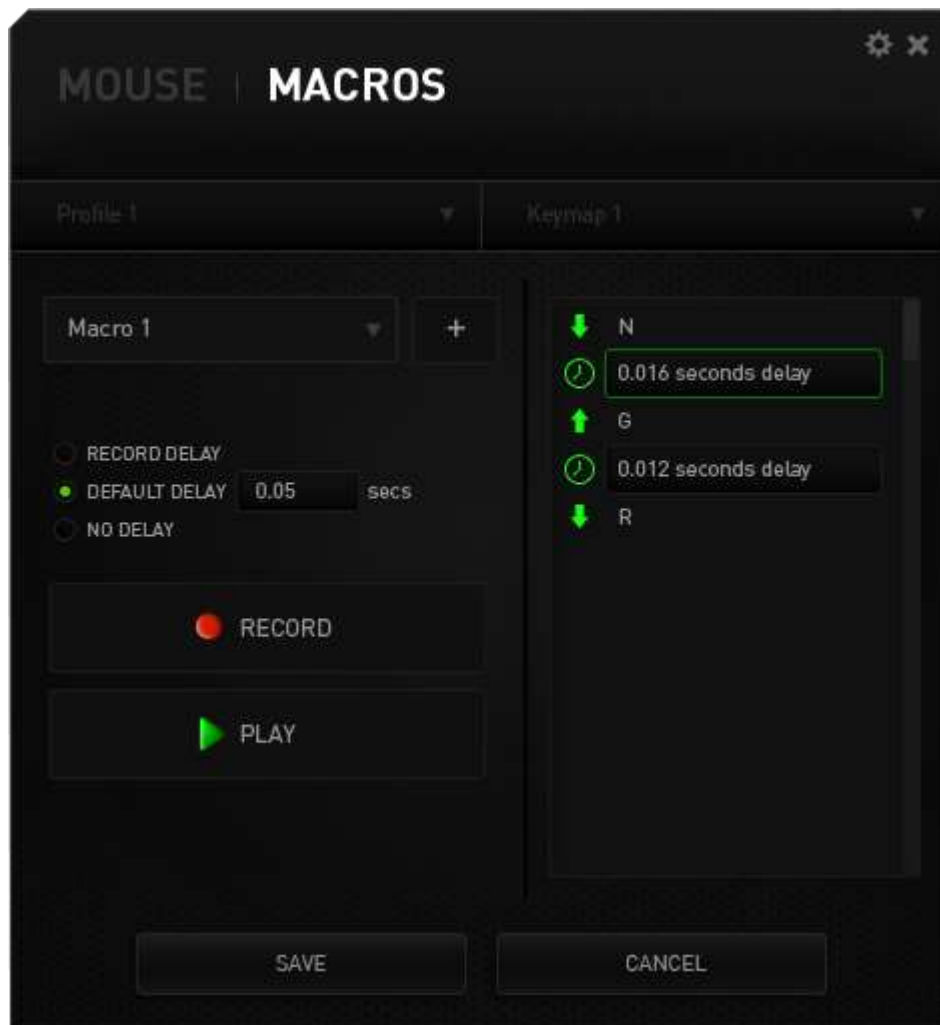 MOUSE | MACROS
Profile 1 Keymap 1
Macro 1 +
RECORD DELAY
DEFAULT DELAY 0.05 secs
NO DELAY
RECORD
PLAY
N
0.016 seconds delay
G
0.012 seconds delay
R
SAVE CANCEL